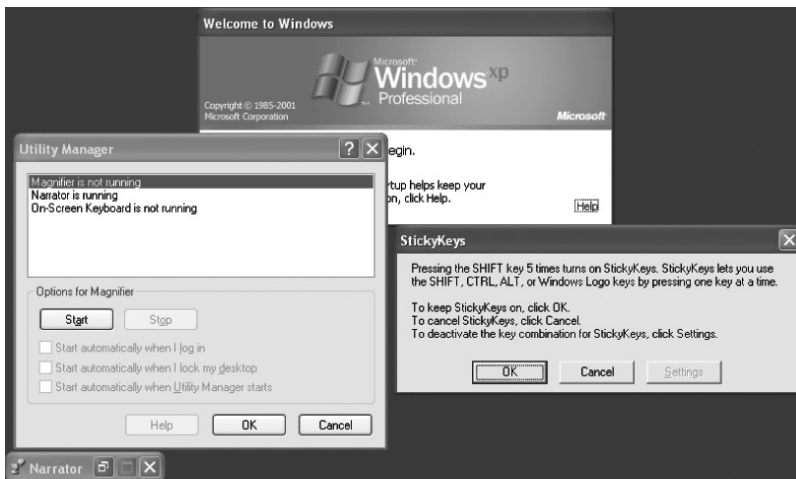 Welcome to Windows
Microsoft®
Windows xp
Professional
Copyright © 1985-2001
Microsoft Corporation
Microsoft
egin.
rtup helps keep your
on, click Help.
Help
Utility Manager
Magnifier is not running
Narrator is running
On-Screen Keyboard is not running
Options for Magnifier
Start
Stop
Start automatically when I log in
Start automatically when I lock my desktop
Start automatically when Utility Manager starts
Help
OK
Cancel
StickyKeys
Pressing the SHIFT key 5 times turns on StickyKeys. StickyKeys lets you use
the SHIFT, CTRL, ALT, or Windows Logo keys by pressing one key at a time.
To keep StickyKeys on, click OK.
To cancel StickyKeys, click Cancel.
To deactivate the key combination for StickyKeys, click Settings.
OK
Cancel
Settings
Narrator